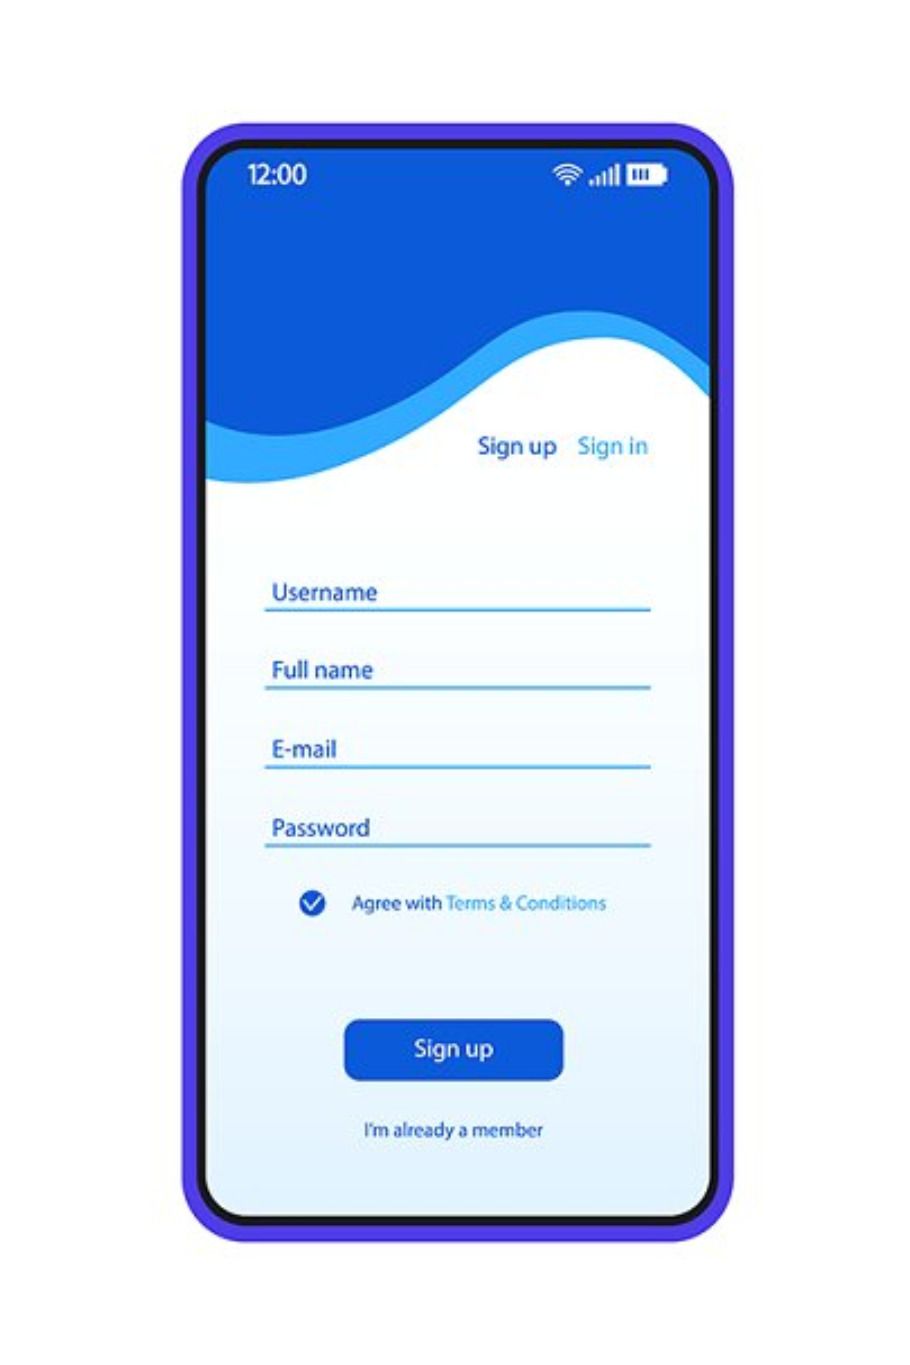 12:00
Sign up Sign in
Username
Full name
E-mail
Password
Agree with Terms & Conditions
Sign up
I'm already a member